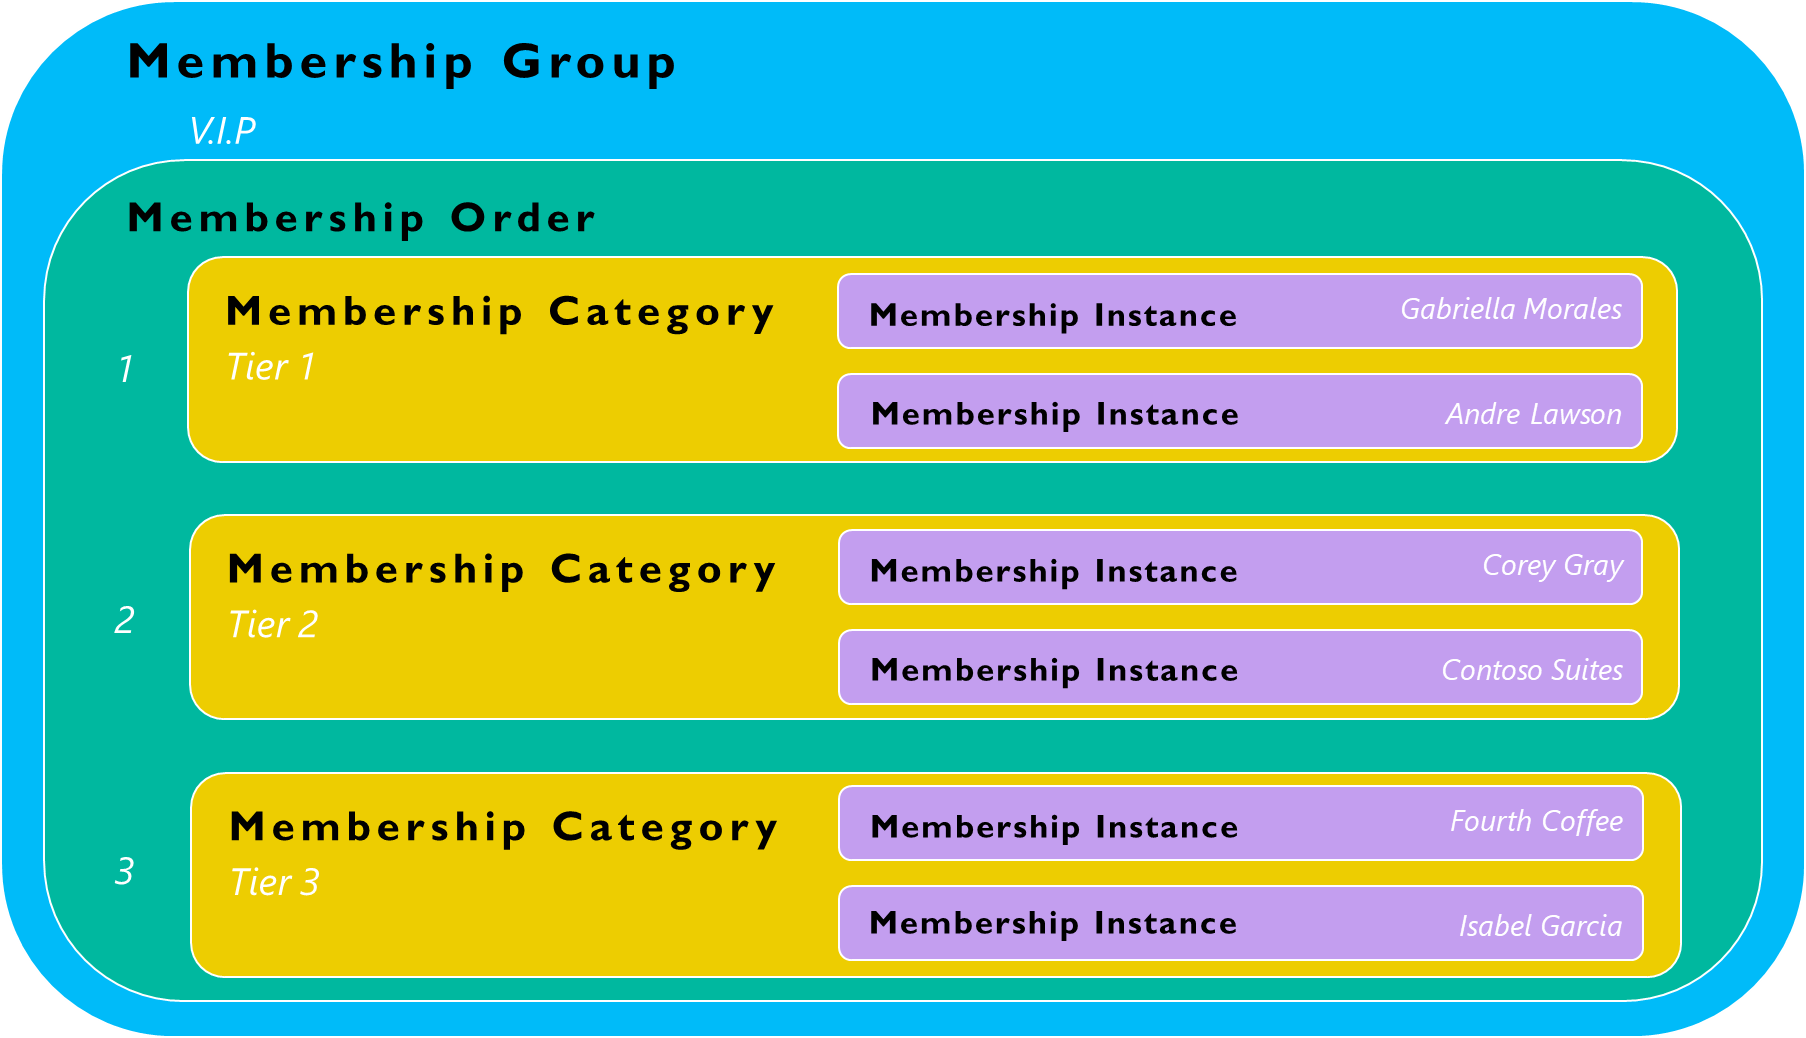 Membership Group
V.I.P
Membership Order
1
Membership Category
Tier 1
Membership Instance Gabriella Morales
Membership Instance Andre Lawson
2
Membership Category
Tier 2
Membership Instance Corey Gray
Membership Instance Contoso Suites
3
Membership Category
Tier 3
Membership Instance Fourth Coffee
Membership Instance Isabel Garcia